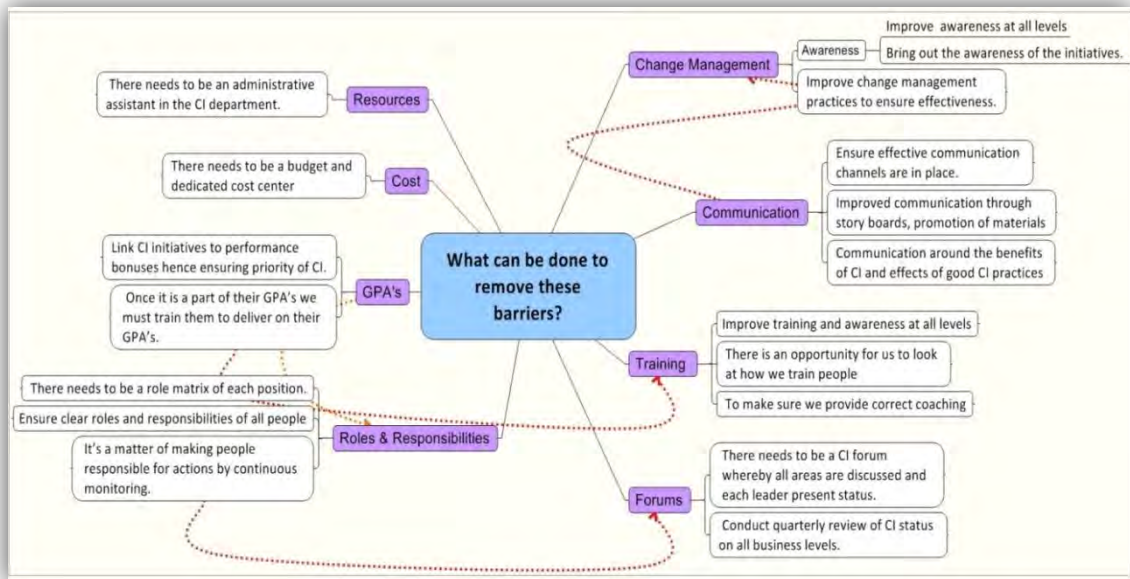 What can be done to
remove these
barriers?
Resources
There needs to be an administrative
assistant in the CI department.
Cost
There needs to be a budget and
dedicated cost center
GPA's
Link CI initiatives to performance
bonuses hence ensuring priority of CI.
Once it is a part of their GPA's we
must train them to deliver on their
GPA's.
Roles & Responsibilities
There needs to be a role matrix of each position.
Ensure clear roles and responsibilities of all people
It's a matter of making people
responsible for actions by continuous
monitoring.
Change Management
Awareness
Improve awareness at all levels
Bring out the awareness of the initiatives.
Improve change management
practices to ensure effectiveness.
Communication
Ensure effective communication
channels are in place.
Improved communication through
story boards, promotion of materials
Communication around the benefits
of CI and effects of good CI practices
Training
Improve training and awareness at all levels
There is an opportunity for us to look
at how we train people
To make sure we provide correct coaching
Forums
There needs to be a CI forum
whereby all areas are discussed and
each leader present status.
Conduct quarterly review of CI status
on all business levels.